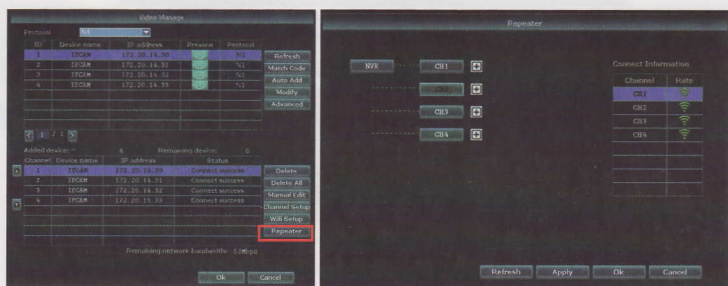 Video Manage
Protocol N1
ID Device name IP address Preview Protocol
1 IPCAM 172.20.14.30 N1
2 IPCAM 172.20.14.31 N1
3 IPCAM 172.20.14.32 N1
4 IPCAM 172.20.14.33 N1
Refresh
Match Code
Auto Add
Modify
Advanced
1 / 1
Added device: Remaining device:
Channel Device name IP address Status
1 IPCAM 172.20.14.30 Connect success
2 IPCAM 172.20.14.31 Connect success
3 IPCAM 172.20.14.32 Connect success
4 IPCAM 172.20.14.33 Connect success
Delete
Delete All
Manual Edit
Channel Setup
Wifi Setup
Repeater
Remaining network bandwidth:
Ok Cancel
Repeater
NVR CH1
CH2
CH3
CH4
Connect Information
Channel Rate
CH1
CH2
CH3
CH4
Refresh Apply Ok Cancel